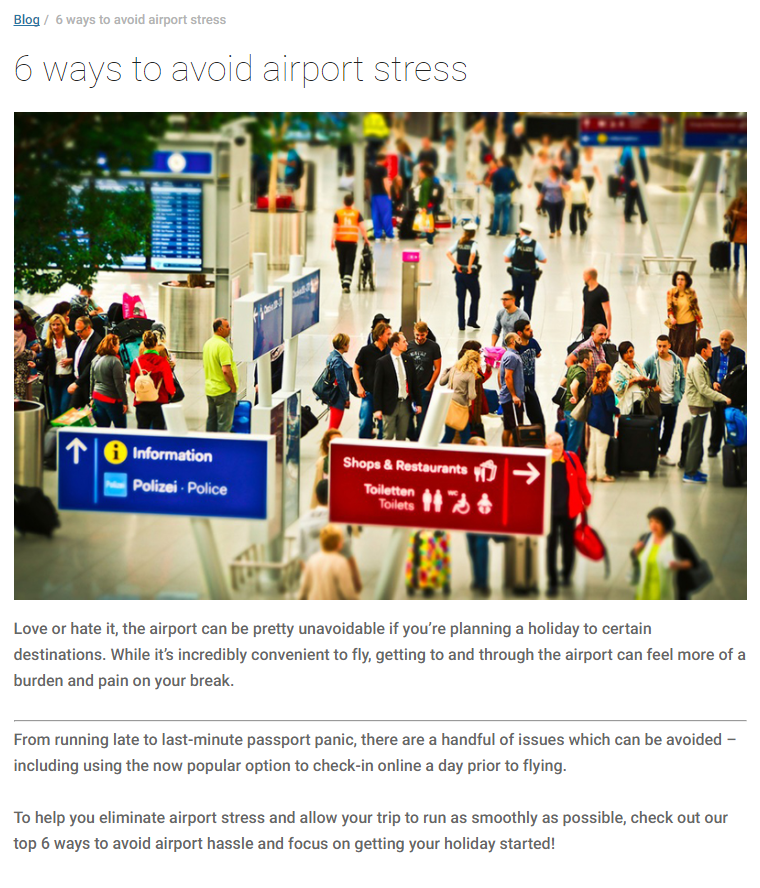 Blog / 6 ways to avoid airport stress
6 ways to avoid airport stress
Information
Polizei · Police
Shops & Restaurants
Toiletten
Toilets
WC
Love or hate it, the airport can be pretty unavoidable if you're planning a holiday to certain
destinations. While it's incredibly convenient to fly, getting to and through the airport can feel more of a
burden and pain on your break.
From running late to last-minute passport panic, there are a handful of issues which can be avoided –
including using the now popular option to check-in online a day prior to flying.
To help you eliminate airport stress and allow your trip to run as smoothly as possible, check out our
top 6 ways to avoid airport hassle and focus on getting your holiday started!